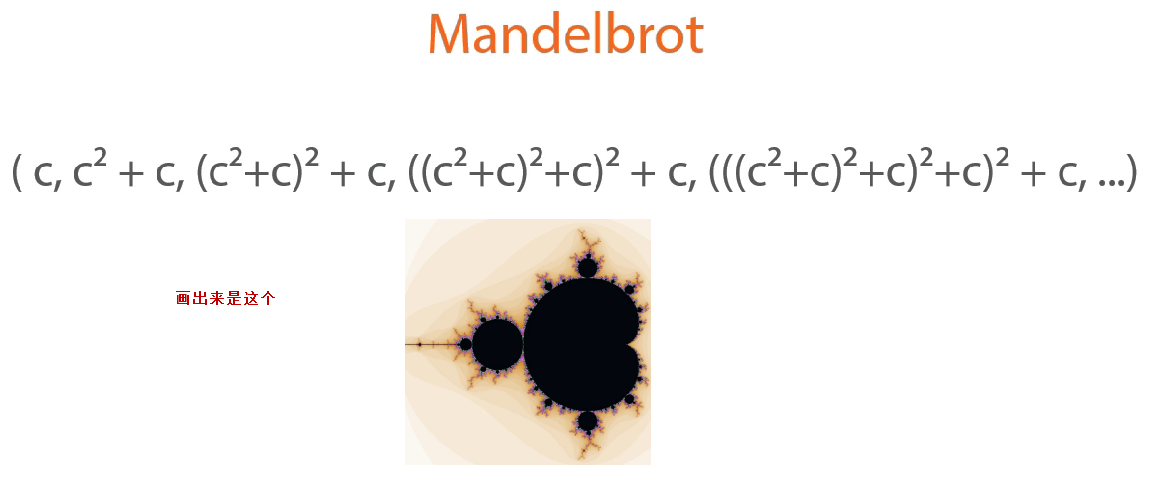 Mandelbrot
( c, c² + c, (c²+c)² + c, ((c²+c)²+c)² + c, (((c²+c)²+c)²+c)² + c, ...)
画出来是这个